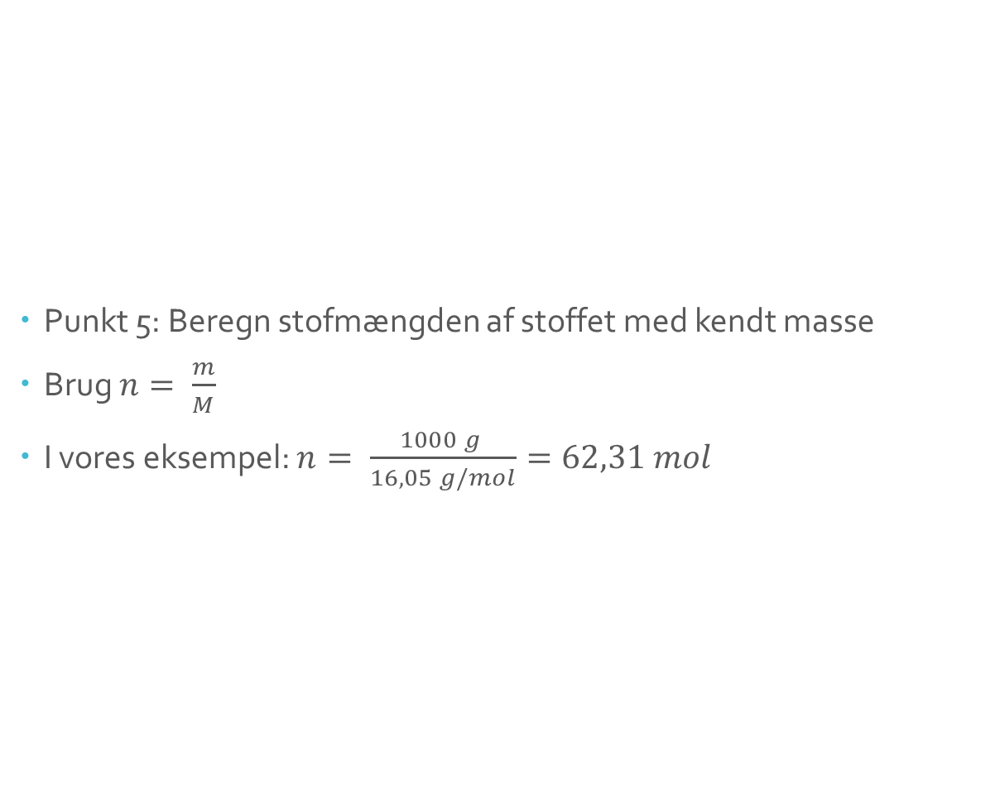 • Punkt 5: Beregn stofmængden af stoffet med kendt masse
• Brug n = m/M
• I vores eksempel: n = 1000 g / 16,05 g/mol = 62,31 mol